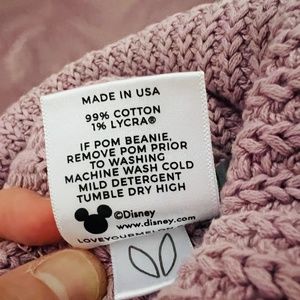 MADE IN USA
99% COTTON
1% LYCRA®
IF POM BEANIE,
REMOVE POM PRIOR
TO WASHING
MACHINE WASH COLD
MILD DETERGENT
TUMBLE DRY HIGH
©Disney
www.disney.com
LOVEYOURMELON